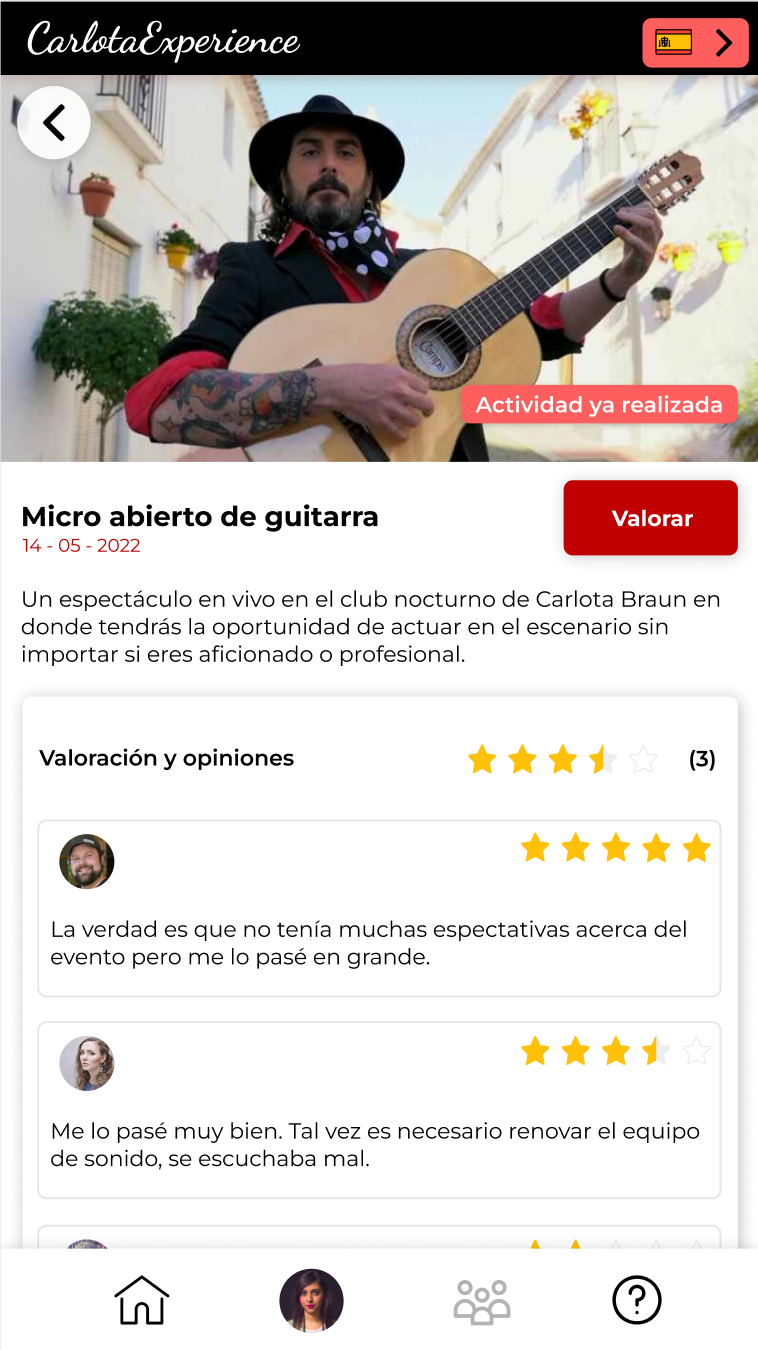 CarlotaExperience
Camps
Actividad ya realizada
Micro abierto de guitarra
Valorar
14 - 05 - 2022
Un espectáculo en vivo en el club nocturno de Carlota Braun en
donde tendrás la oportunidad de actuar en el escenario sin
importar si eres aficionado o profesional.
Valoración y opiniones
(3)
La verdad es que no tenía muchas espectativas acerca del
evento pero me lo pasé en grande.
Me lo pasé muy bien. Tal vez es necesario renovar el equipo
de sonido, se escuchaba mal.
?